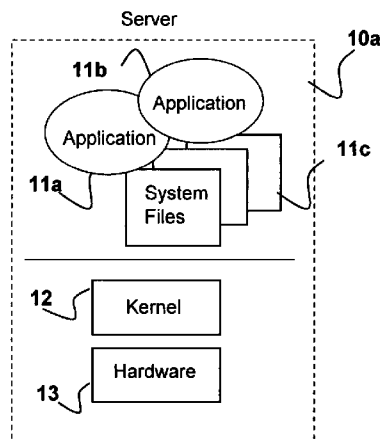 Server
10a
11b
Application
Application
11c
11a
System
Files
12
Kernel
Hardware
13